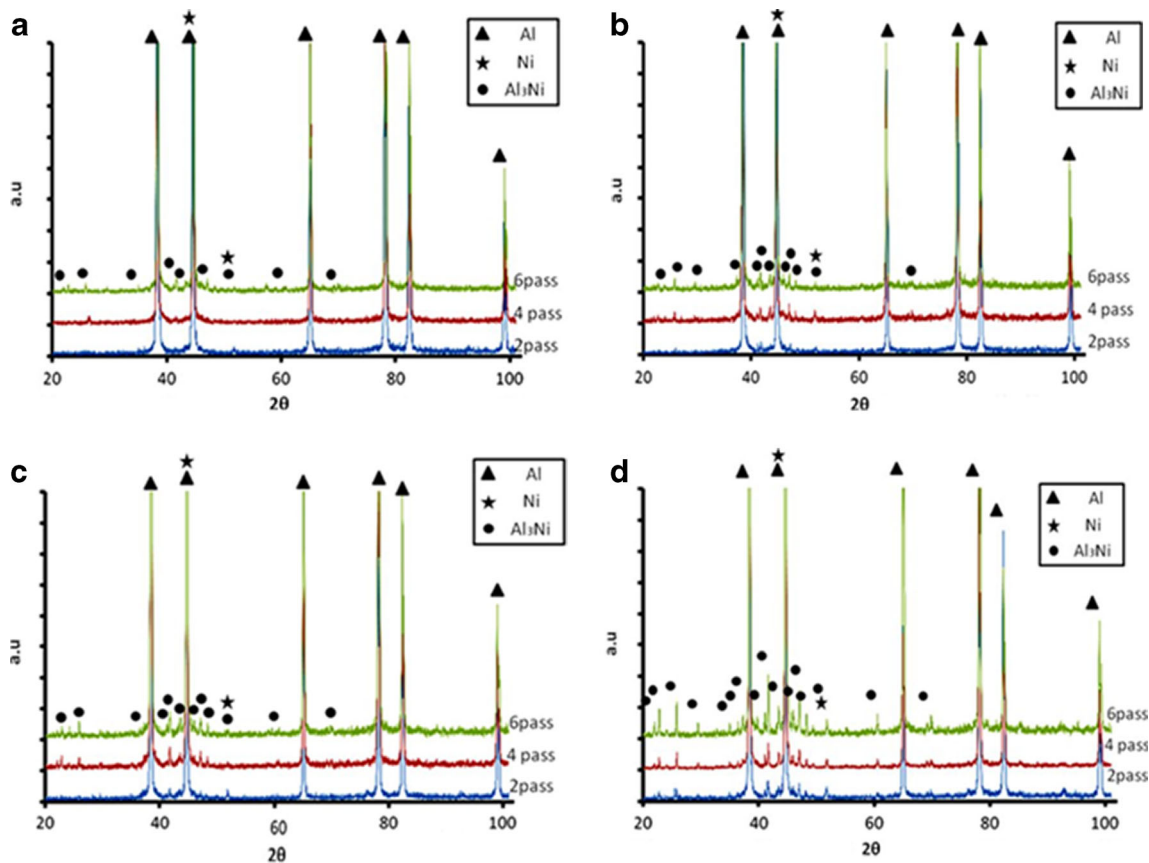 a
▲ Al
★ Ni
● Al₃Ni
a.u
6pass
4 pass
2pass
20 40 60 80 100
2θ
b
▲ Al
★ Ni
● Al₃Ni
a.u
6pass
4 pass
2pass
20 40 60 80 100
2θ
c
▲ Al
★ Ni
● Al₃Ni
a.u
6pass
4 pass
2pass
20 40 60 80 100
2θ
d
▲ Al
★ Ni
● Al₃Ni
a.u
6pass
4 pass
2pass
20 40 60 80 100
2θ